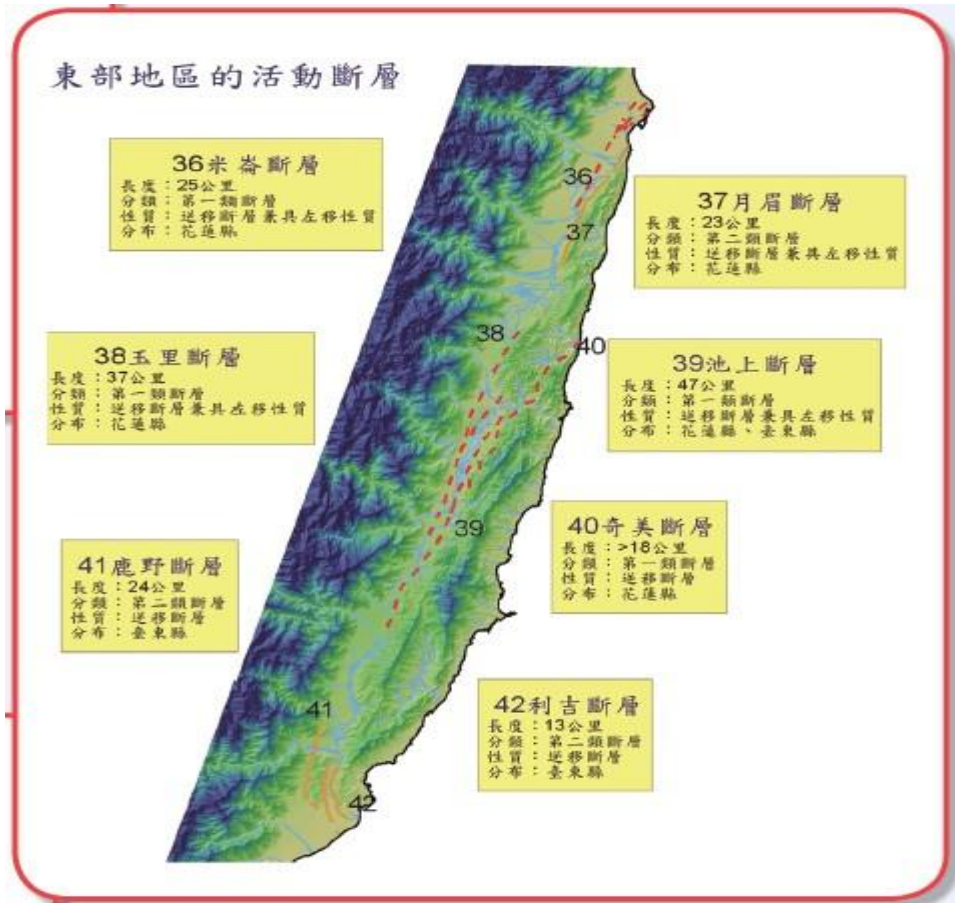 東部地區的活動斷層
36米崙斷層
長度：25公里
分類：第一類斷層
性質：逆移斷層兼具左移性質
分布：花蓮縣
36
37
37月眉斷層
長度：23公里
分類：第二類斷層
性質：逆移斷層兼具左移性質
分布：花蓮縣
38玉里斷層
長度：37公里
分類：第一類斷層
性質：逆移斷層兼具左移性質
分布：花蓮縣
38
40
39池上斷層
長度：47公里
分類：第一類斷層
性質：逆移斷層兼具左移性質
分布：花蓮縣、臺東縣
39
40奇美斷層
長度：>18公里
分類：第一類斷層
性質：逆移斷層
分布：花蓮縣
41鹿野斷層
長度：24公里
分類：第二類斷層
性質：逆移斷層
分布：臺東縣
41
42
42利吉斷層
長度：13公里
分類：第二類斷層
性質：逆移斷層
分布：臺東縣